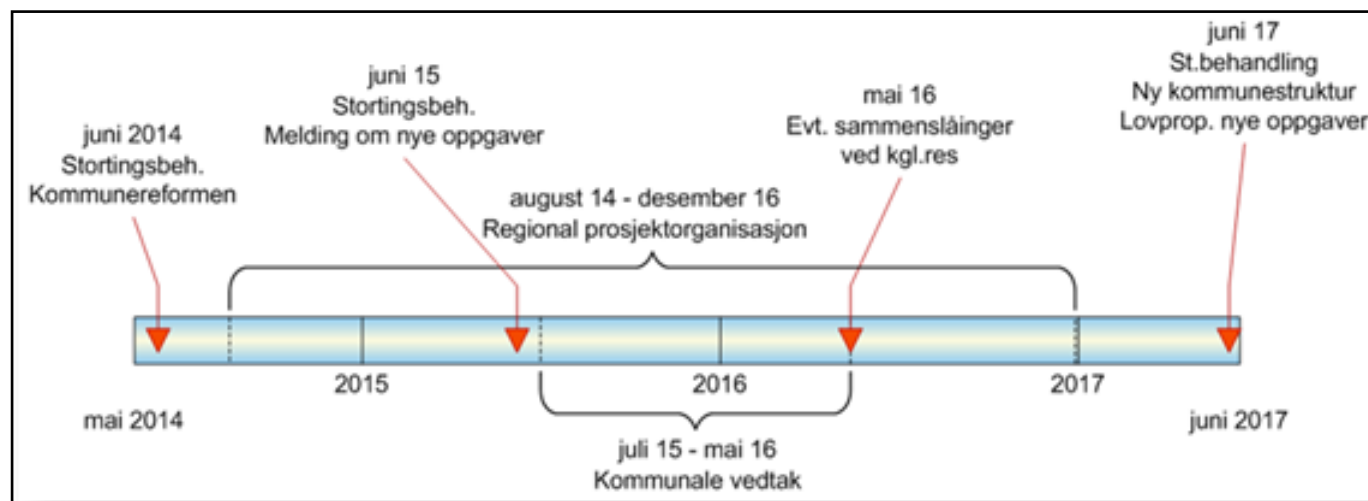 juni 2014
Stortingsbeh.
Kommunereformen
juni 15
Stortingsbeh.
Melding om nye oppgaver
mai 16
Evt. sammenslåinger
ved kgl.res
juni 17
St.behandling
Ny kommunestruktur
Lovprop. nye oppgaver
august 14 - desember 16
Regional prosjektorganisasjon
2015
2016
2017
mai 2014
juni 2017
juli 15 - mai 16
Kommunale vedtak